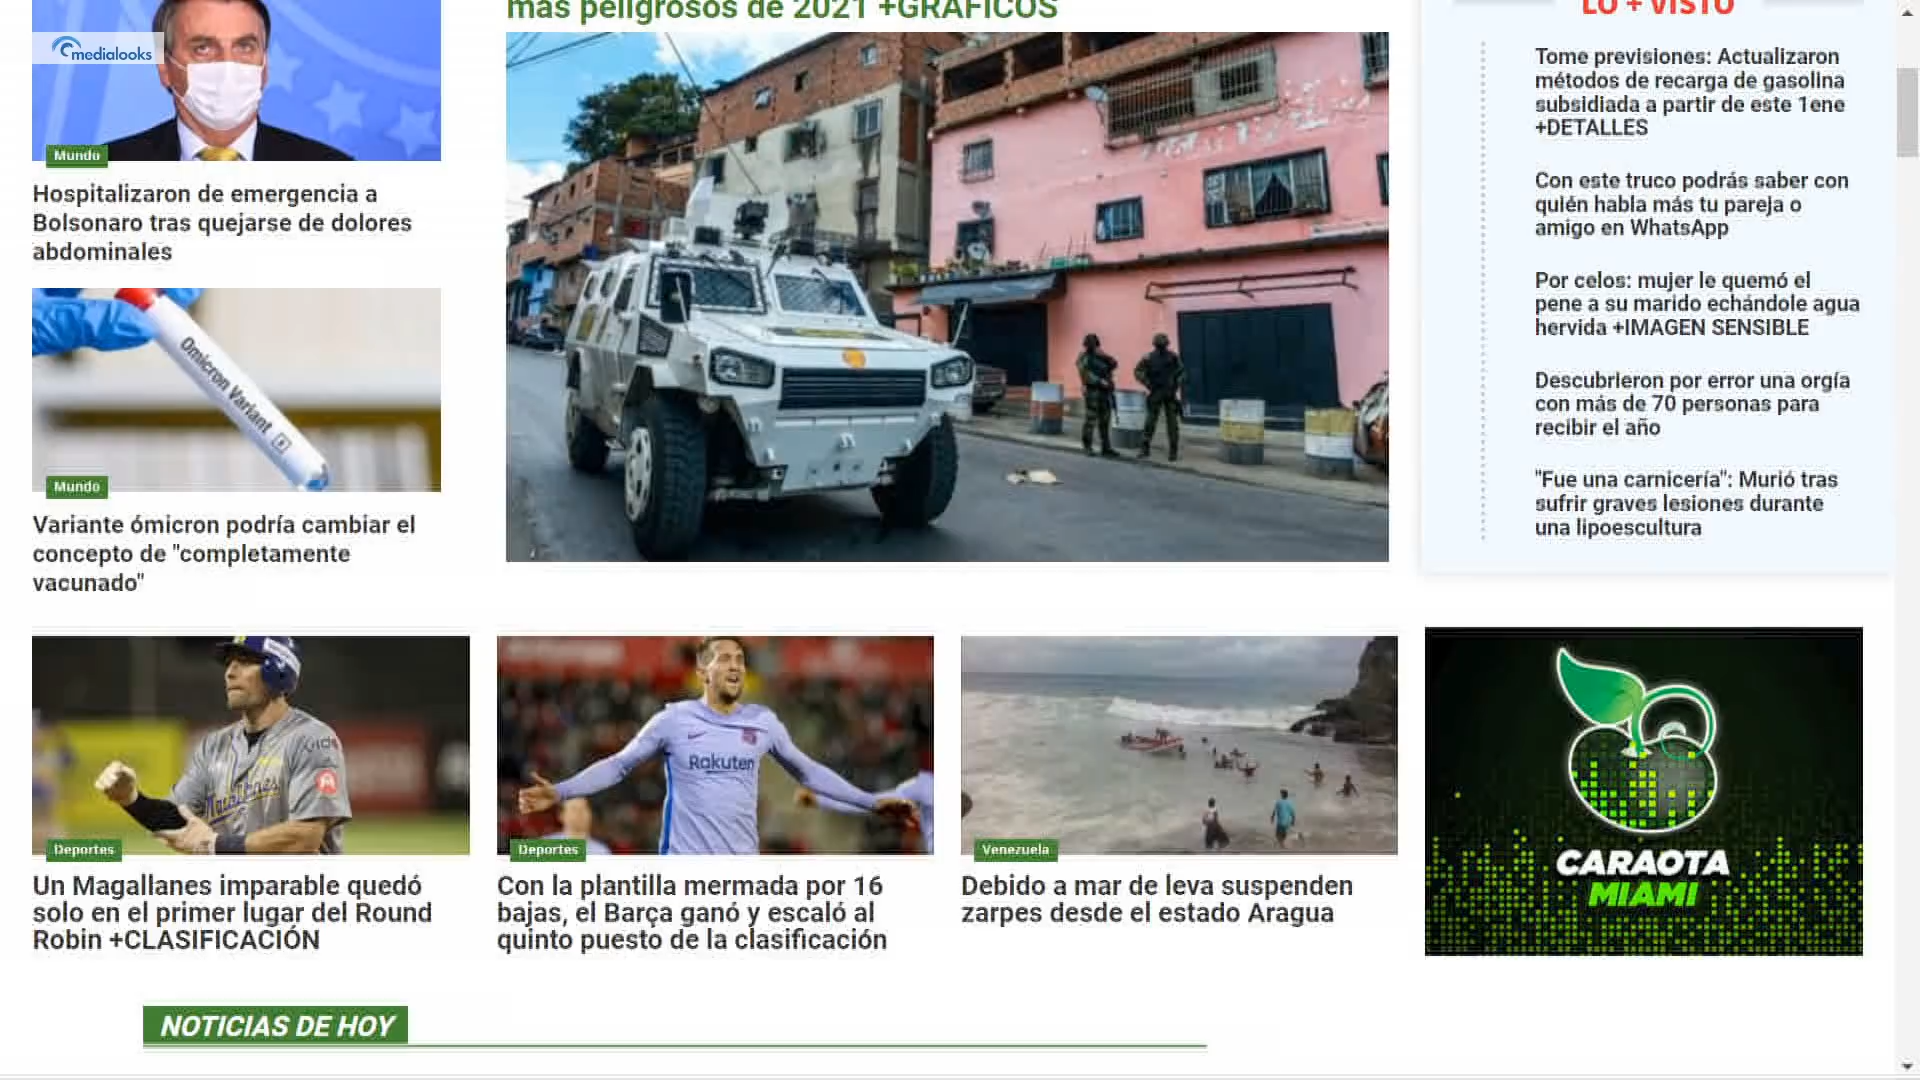 medialooks
Mundo
Hospitalizaron de emergencia a
Bolsonaro tras quejarse de dolores
abdominales
Omicron Variant
Mundo
Variante ómicron podría cambiar el
concepto de "completamente
vacunado"
más peligrosos de 2021 +GRÁFICOS
LO + VISTO
Tome previsiones: Actualizaron
métodos de recarga de gasolina
subsidiada a partir de este 1ene
+DETALLES
Con este truco podrás saber con
quién habla más tu pareja o
amigo en WhatsApp
Por celos: mujer le quemó el
pene a su marido echándole agua
hervida +IMAGEN SENSIBLE
Descubrieron por error una orgía
con más de 70 personas para
recibir el año
"Fue una carnicería": Murió tras
sufrir graves lesiones durante
una lipoescultura
Magallanes
Deportes
Un Magallanes imparable quedó
solo en el primer lugar del Round
Robin +CLASIFICACIÓN
Rakuten
Deportes
Con la plantilla mermada por 16
bajas, el Barça ganó y escaló al
quinto puesto de la clasificación
Venezuela
Debido a mar de leva suspenden
zarpes desde el estado Aragua
CARAOTA
MIAMI
NOTICIAS DE HOY